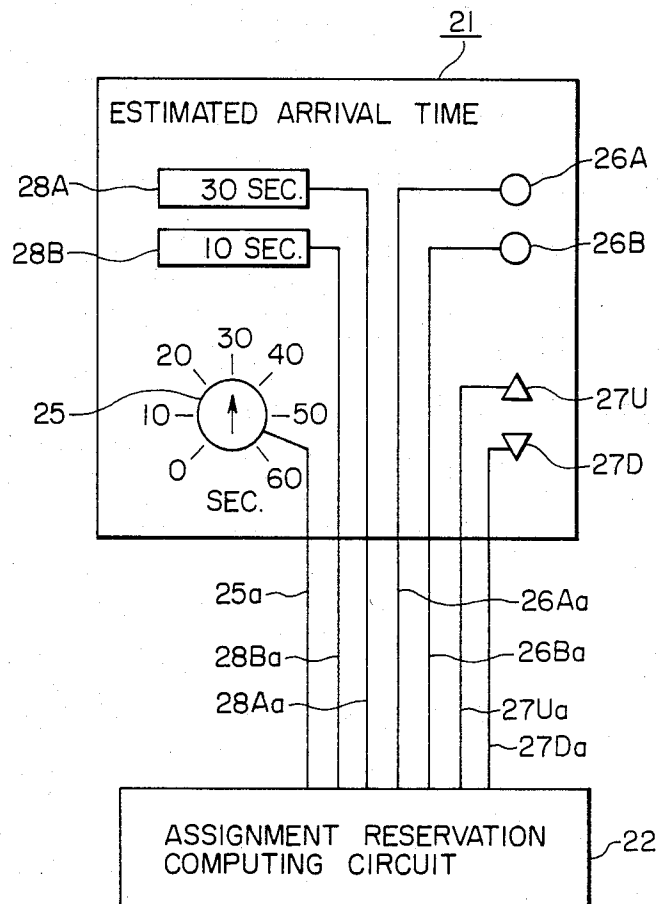 21
ESTIMATED ARRIVAL TIME
28A
30 SEC.
26A
28B
10 SEC.
26B
30
20
40
25
10
50
0
60
SEC.
27U
27D
25a
26Aa
28Ba
26Ba
28Aa
27Ua
27Da
ASSIGNMENT RESERVATION
COMPUTING CIRCUIT
22